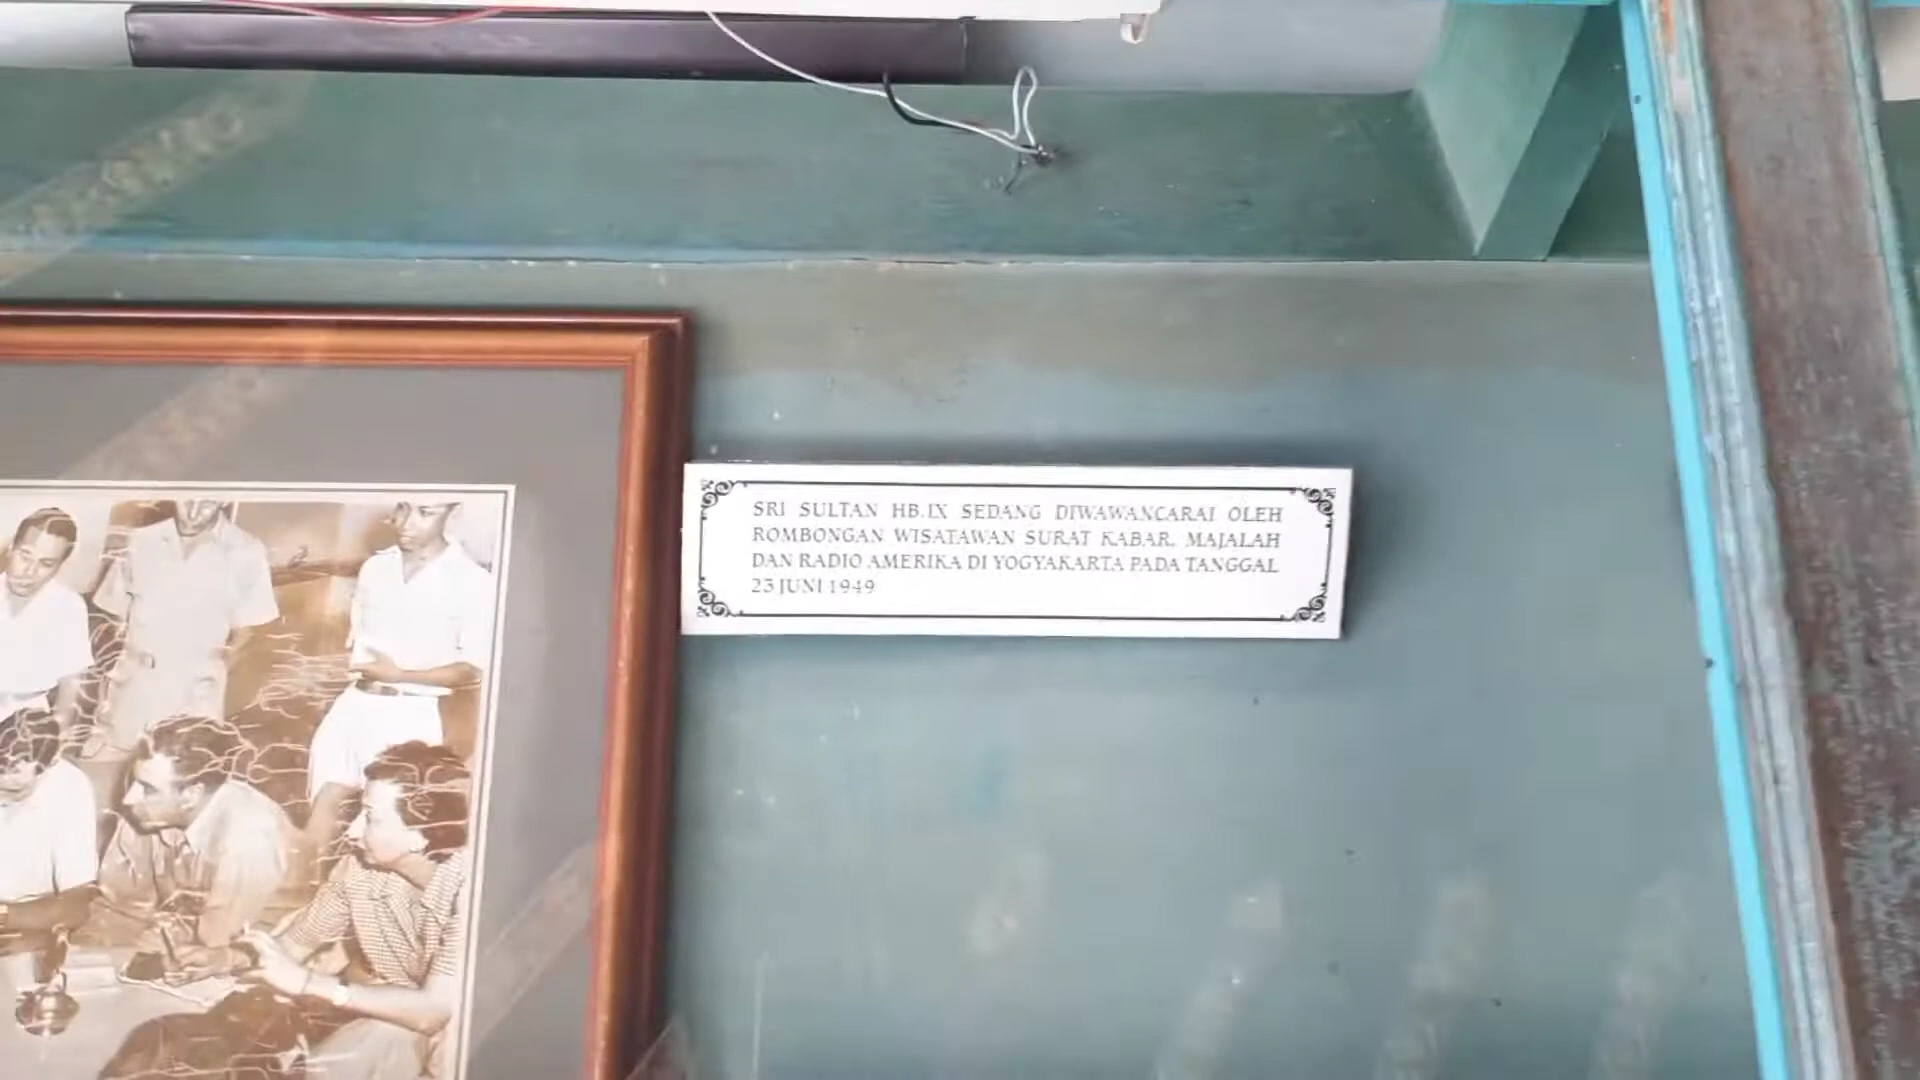 SRI SULTAN HB.IX SEDANG DIWAWANCARAI OLEH
ROMBONGAN WISATAWAN SURAT KABAR, MAJALAH
DAN RADIO AMERIKA DI YOGYAKARTA PADA TANGGAL
23 JUNI 1949